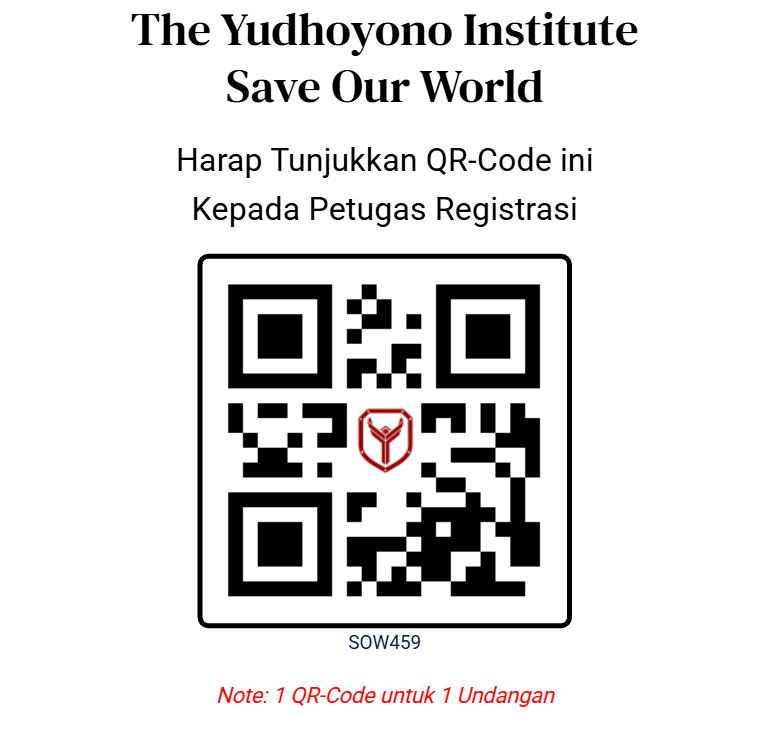 The Yudhoyono Institute
Save Our World
Harap Tunjukkan QR-Code ini
Kepada Petugas Registrasi
SOW459
Note: 1 QR-Code untuk 1 Undangan